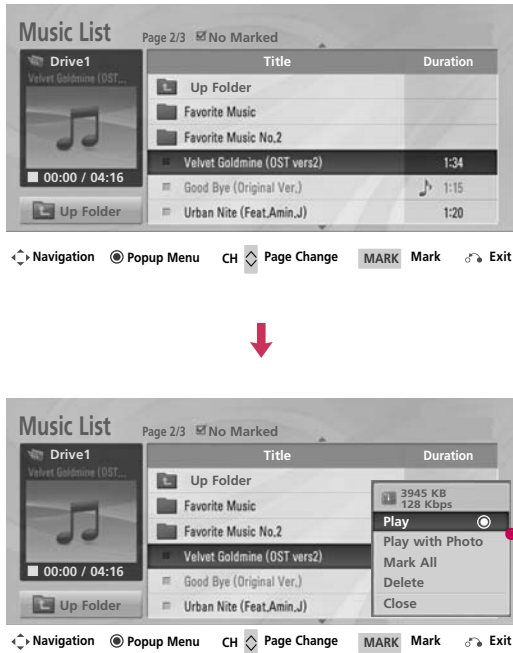 Music List Page 2/3 No Marked
Drive1
Velvet Goldmine (OST...
00:00 / 04:16
Up Folder
Title Duration
Up Folder
Favorite Music
Favorite Music No.2
Velvet Goldmine (OST vers2) 1:34
Good Bye (Original Ver.) 1:15
Urban Nite (Feat.Amin.J) 1:20
Navigation Popup Menu CH Page Change MARK Mark Exit
Music List Page 2/3 No Marked
Drive1
Velvet Goldmine (OST...
00:00 / 04:16
Up Folder
Title Duration
Up Folder
Favorite Music
Favorite Music No.2
Velvet Goldmine (OST vers2)
Good Bye (Original Ver.)
Urban Nite (Feat.Amin.J)
3945 KB
128 Kbps
Play
Play with Photo
Mark All
Delete
Close
Navigation Popup Menu CH Page Change MARK Mark Exit